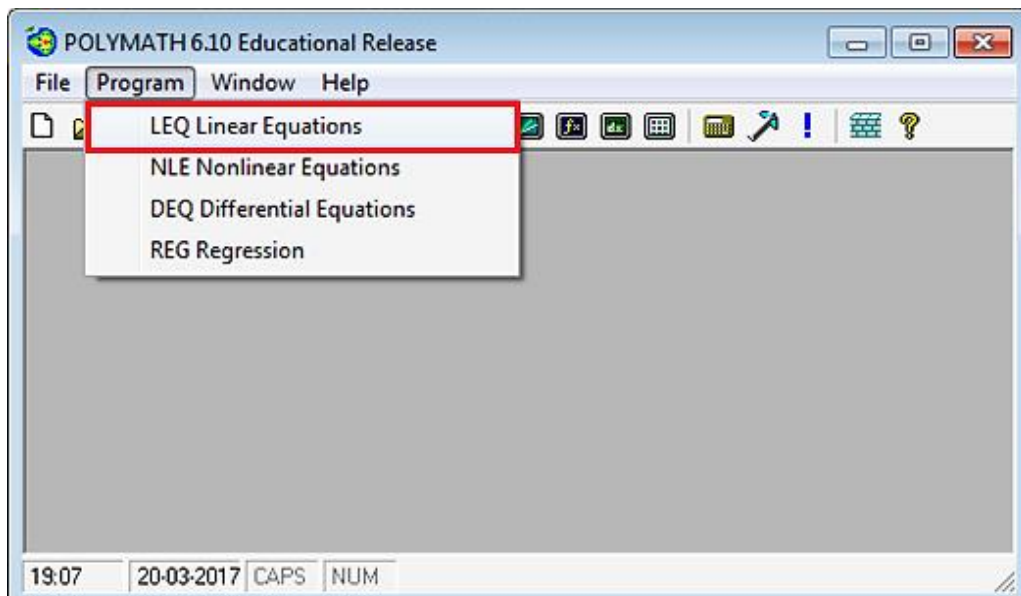 POLYMATH 6.10 Educational Release
File Program Window Help
LEQ Linear Equations
NLE Nonlinear Equations
DEQ Differential Equations
REG Regression
19:07 20-03-2017 CAPS NUM